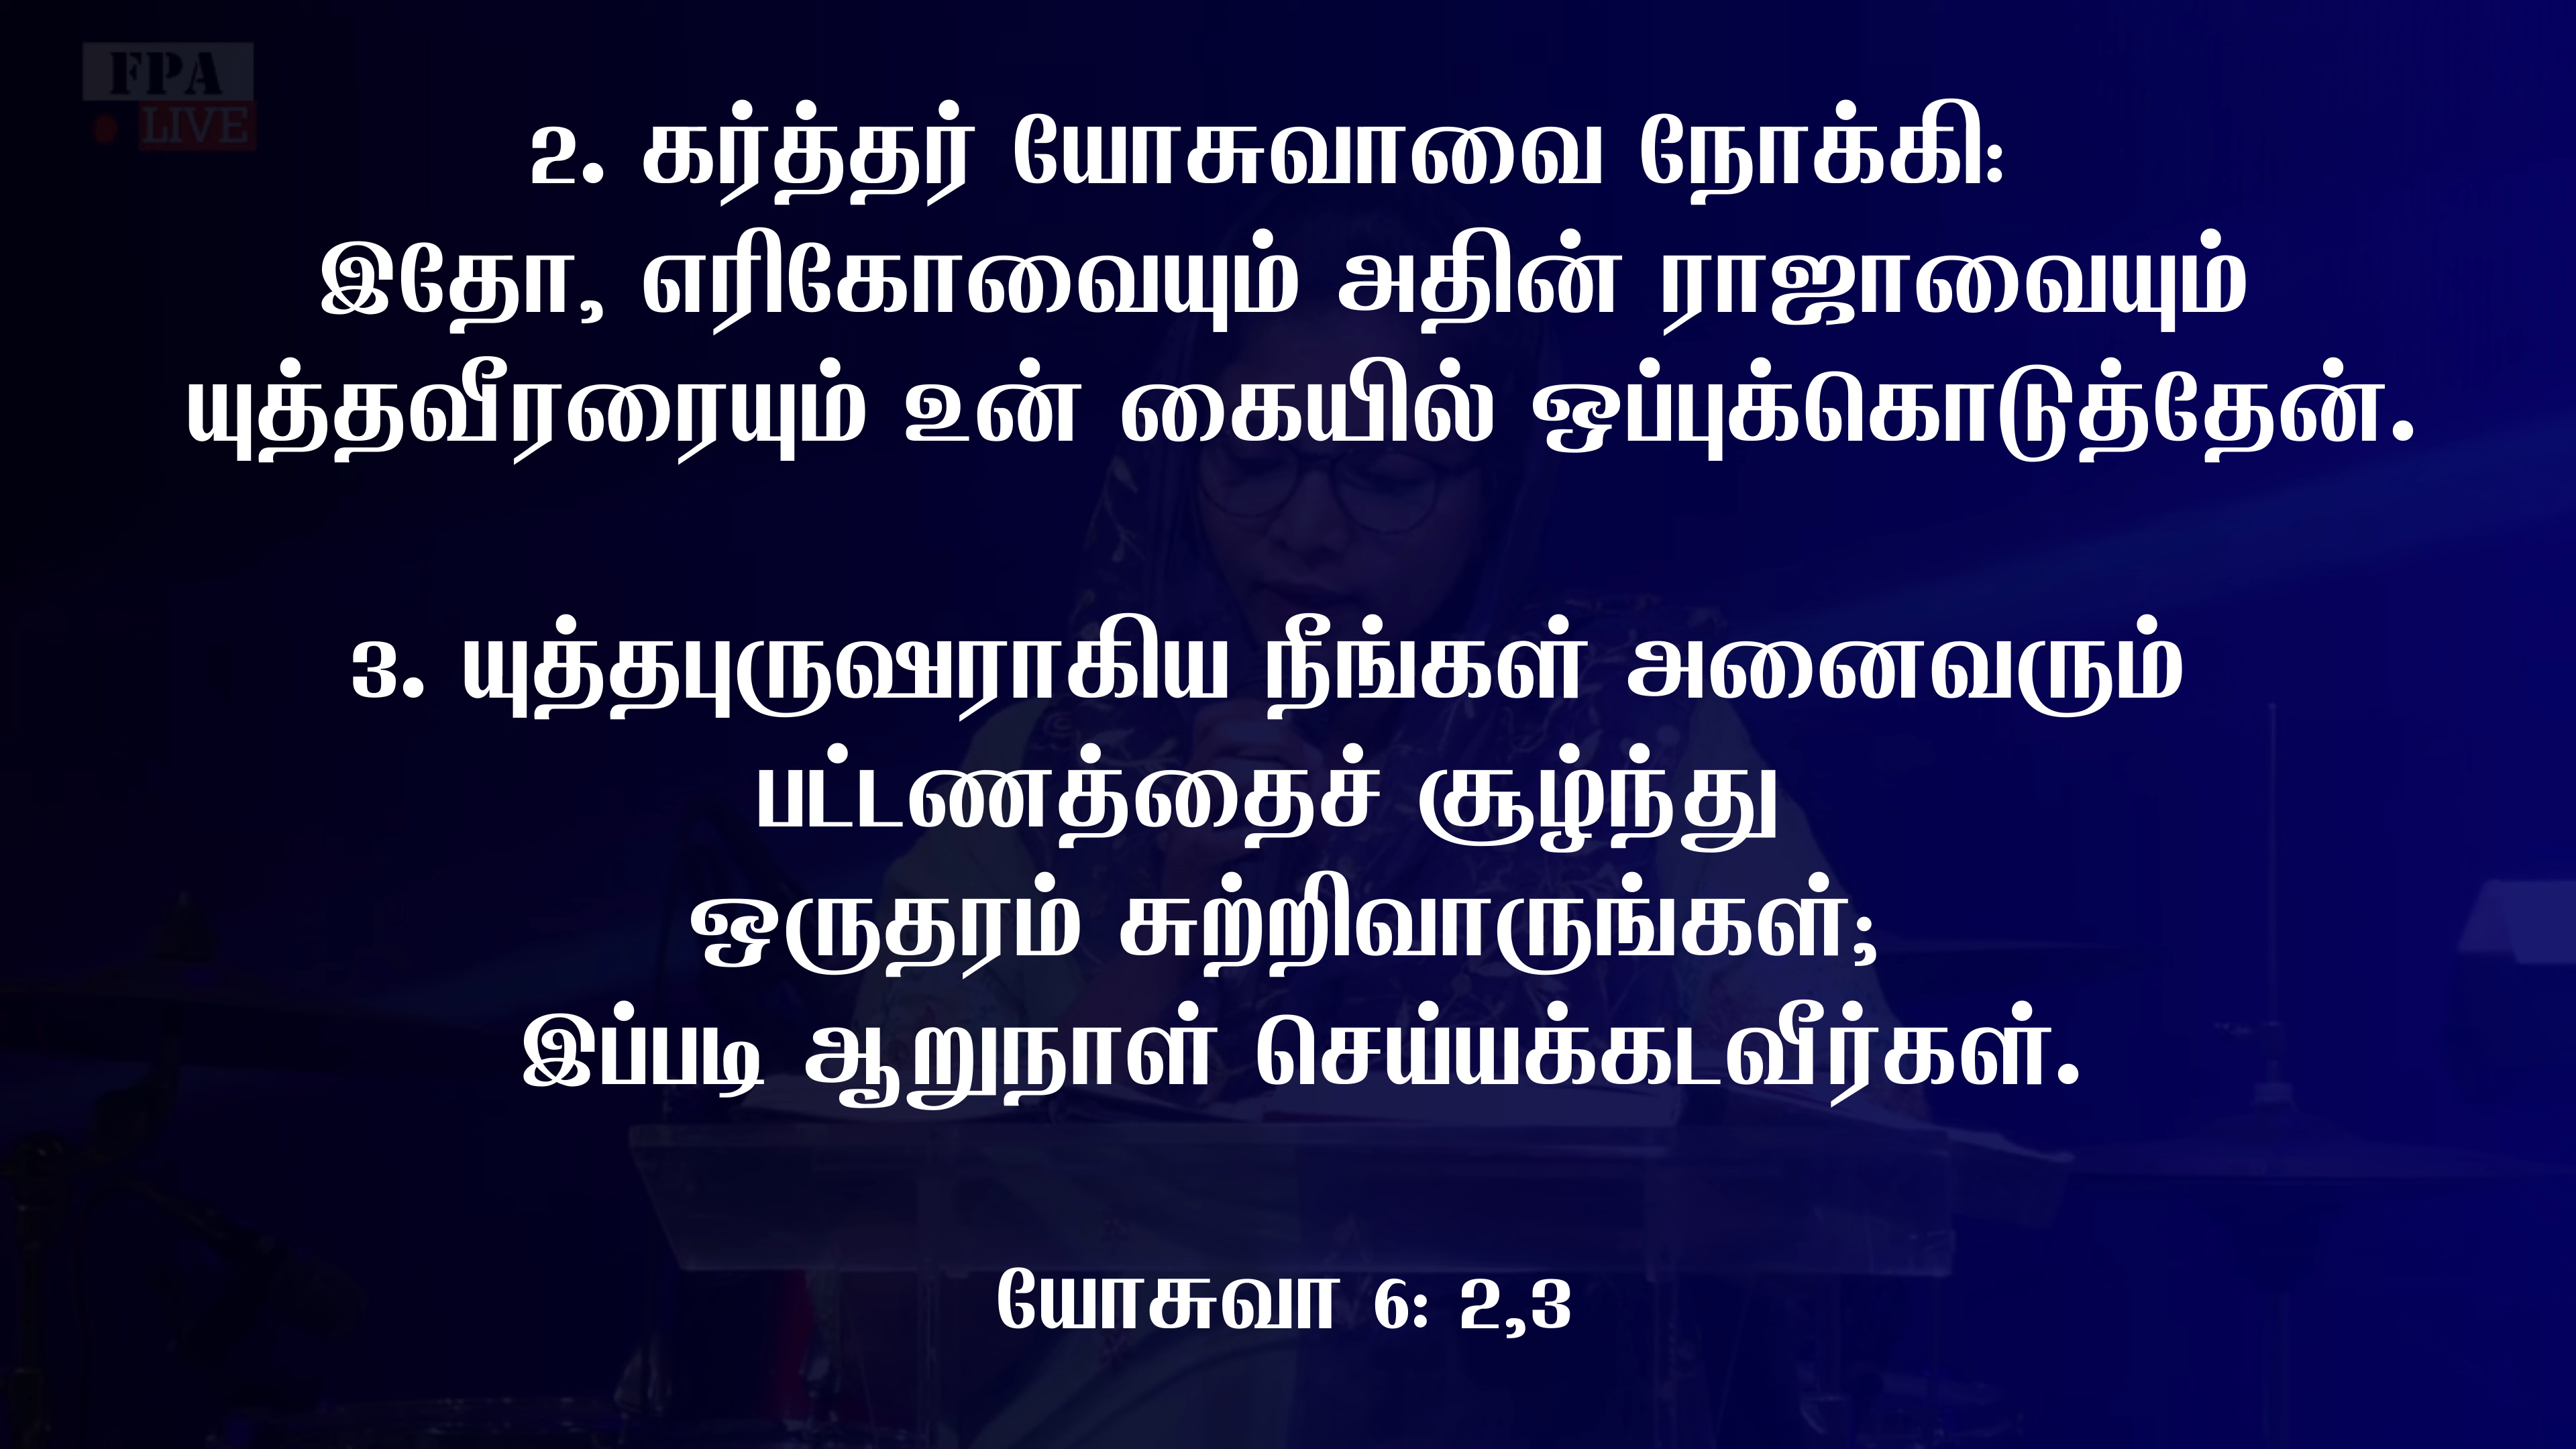 FPA
LIVE
2. கர்த்தர் யோசுவாவை நோக்கி:
இதோ, எரிகோவையும் அதின் ராஜாவையும்
யுத்தவீரரையும் உன் கையில் ஒப்புக்கொடுத்தேன்.
3. யுத்தபுருஷராகிய நீங்கள் அனைவரும்
பட்டணத்தைச் சூழ்ந்து
ஒருதரம் சுற்றிவாருங்கள்;
இப்படி ஆறுநாள் செய்யக்கடவீர்கள்.
யோசுவா 6: 2,3